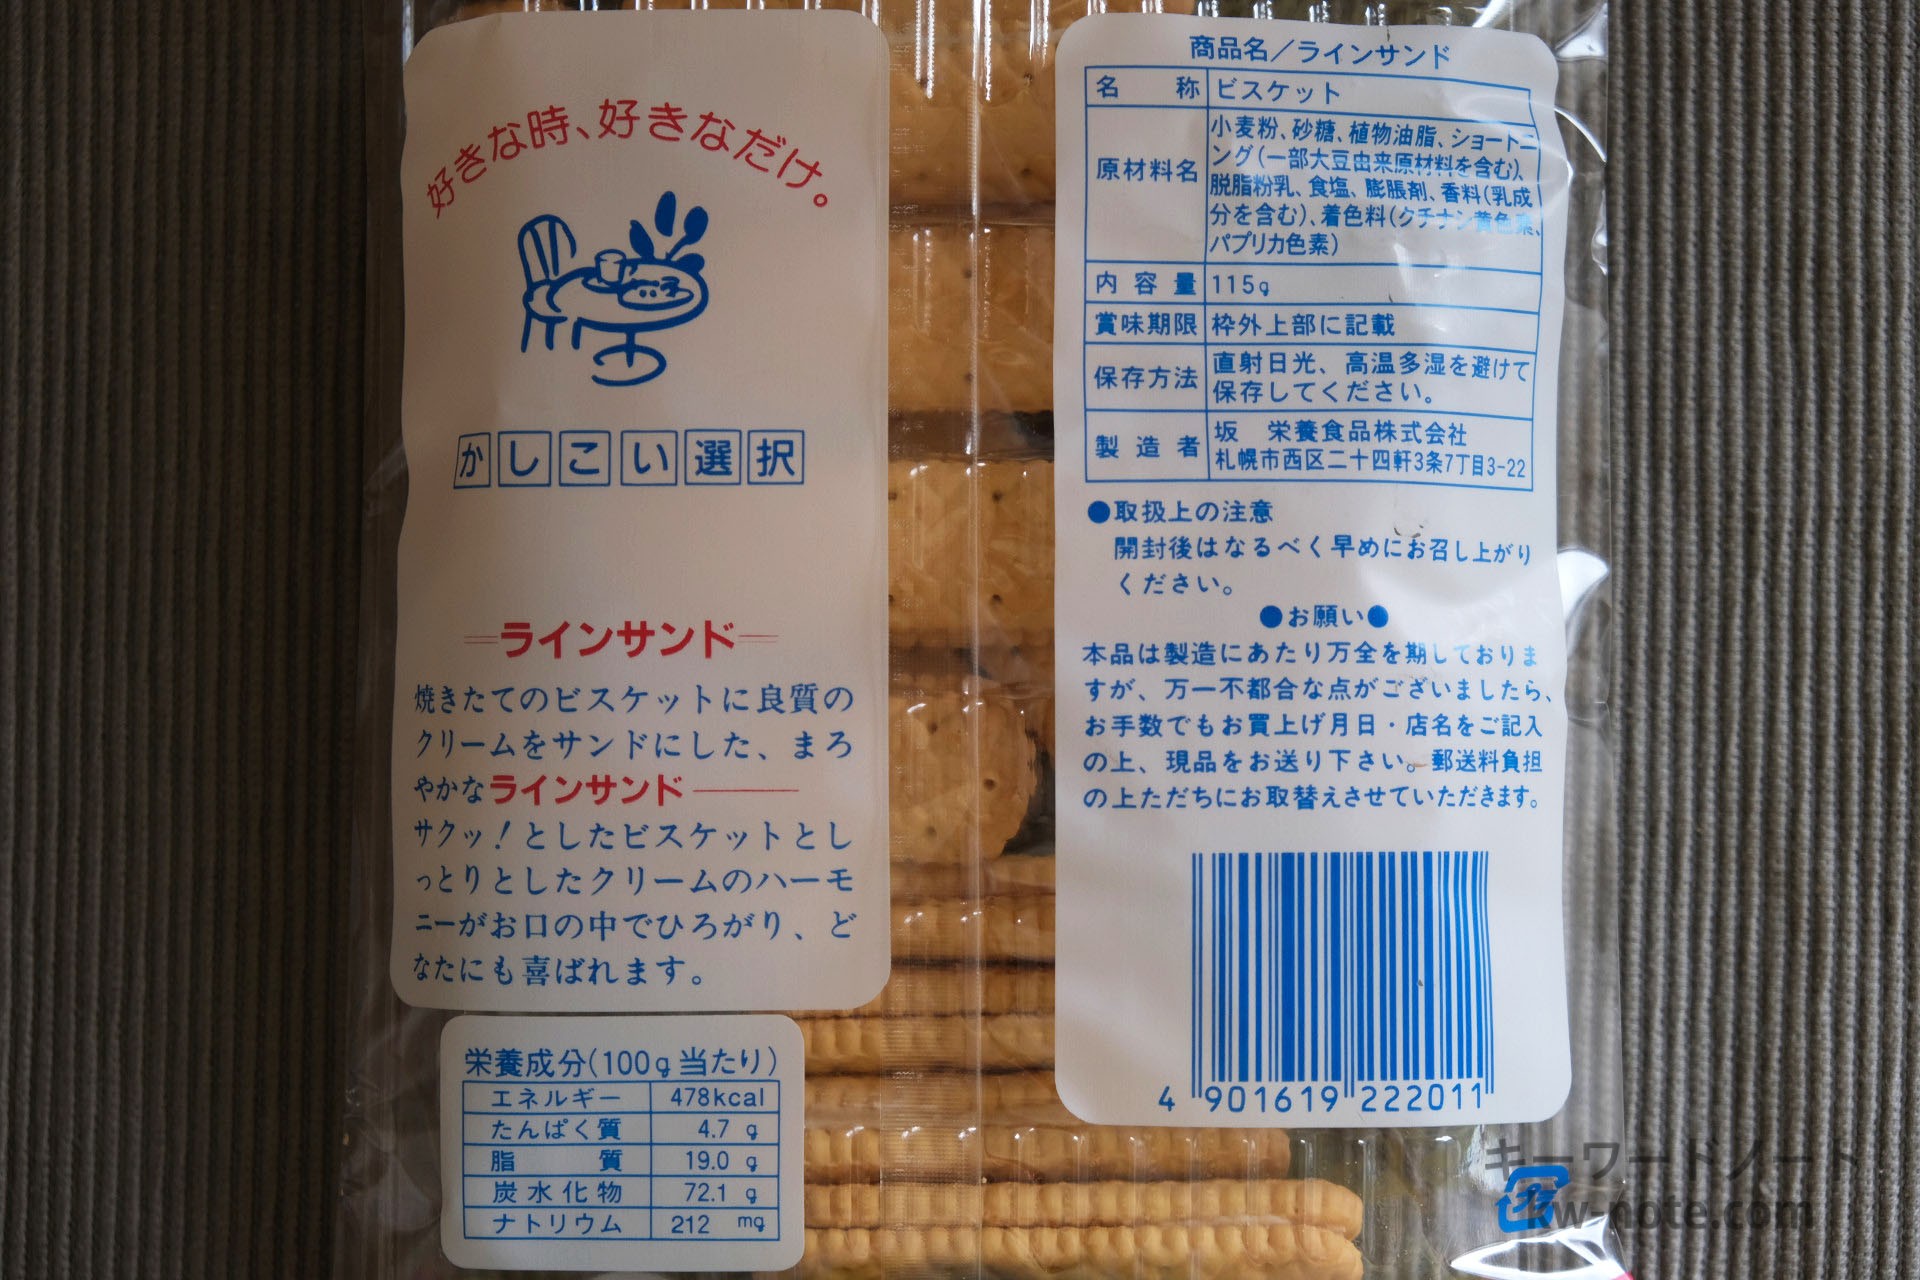 好きな時、好きなだけ。
かしこい選択
ラインサンド
焼きたてのビスケットに良質の
クリームをサンドにした、まろ
やかなラインサンド
サクッ!としたビスケットとし
っとりとしたクリームのハーモ
ニーがお口の中でひろがり、ど
なたにも喜ばれます。
栄養成分(100g当たり)
エネルギー 478kcal
たんぱく質 4.7 g
脂質 19.0 g
炭水化物 72.1 g
ナトリウム 212 mg
商品名/ラインサンド
名称 ビスケット
原材料名 小麦粉、砂糖、植物油脂、ショートニ
ング(一部大豆由来原材料を含む)、
脱脂粉乳、食塩、膨脹剤、香料(乳成
分を含む)、着色料(クチナシ黄色素、
パプリカ色素)
内容量 115g
賞味期限 枠外上部に記載
保存方法 直射日光、高温多湿を避けて
保存してください。
製造者 坂 栄養食品株式会社
札幌市西区二十四軒3条7丁目3-22
●取扱上の注意
開封後はなるべく早めにお召し上がり
ください。
●お願い●
本品は製造にあたり万全を期しておりま
すが、万一不都合な点がございましたら、
お手数でもお買上げ月日・店名をご記入
の上、現品をお送り下さい。郵送料負担
の上ただちにお取替えさせていただきます。
4 901619 222011
キーワードノート
kw-note.com
プラ